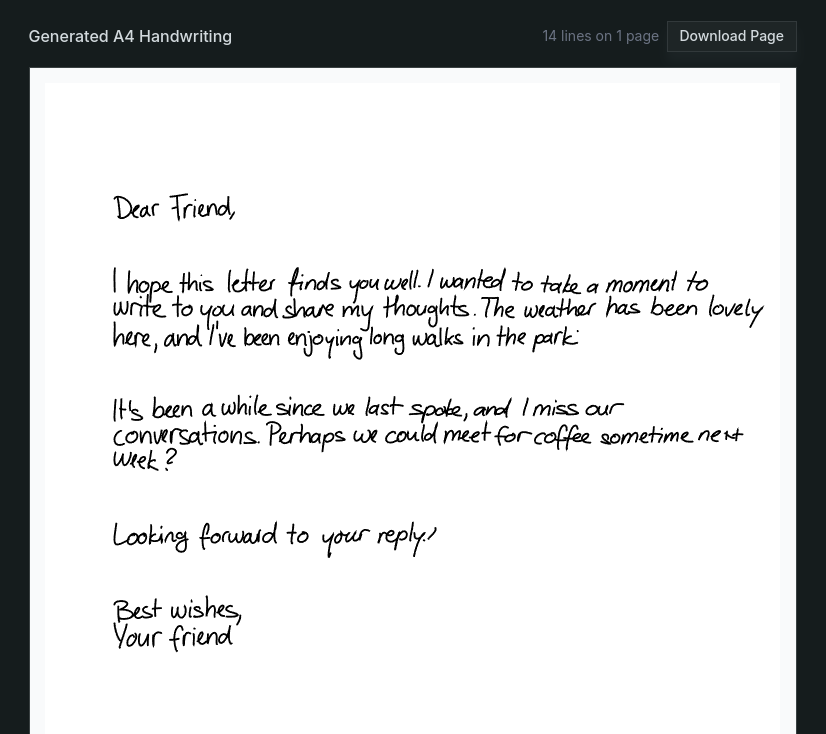 Generated A4 Handwriting
14 lines on 1 page
Download Page
Dear Friend,
I hope this letter finds you well. I wanted to take a moment to
write to you and share my thoughts. The weather has been lovely
here, and I've been enjoying long walks in the park.
It's been a while since we last spoke, and I miss our
conversations. Perhaps we could meet for coffee sometime next
week?
Looking forward to your reply!
Best wishes,
Your friend